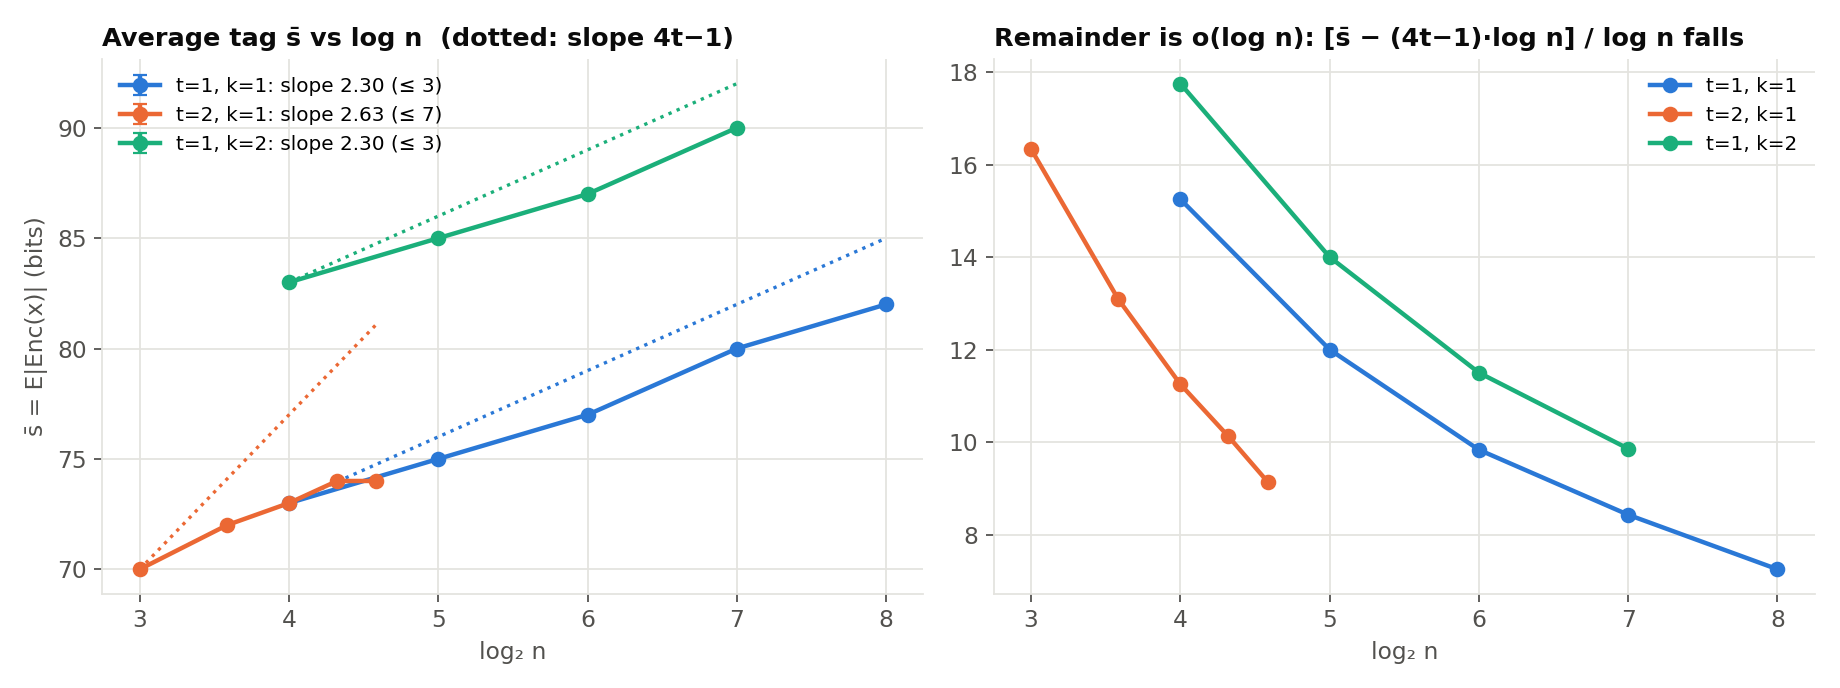 Average tag s̄ vs log n  (dotted: slope 4t−1)
t=1, k=1: slope 2.30 (≤ 3)
t=2, k=1: slope 2.63 (≤ 7)
t=1, k=2: slope 2.30 (≤ 3)
s̄ = E|Enc(x)| (bits)
90
85
80
75
70
3 4 5 6 7 8
log₂ n
Remainder is o(log n): [s̄ − (4t−1)·log n] / log n falls
t=1, k=1
t=2, k=1
t=1, k=2
18
16
14
12
10
8
3 4 5 6 7 8
log₂ n